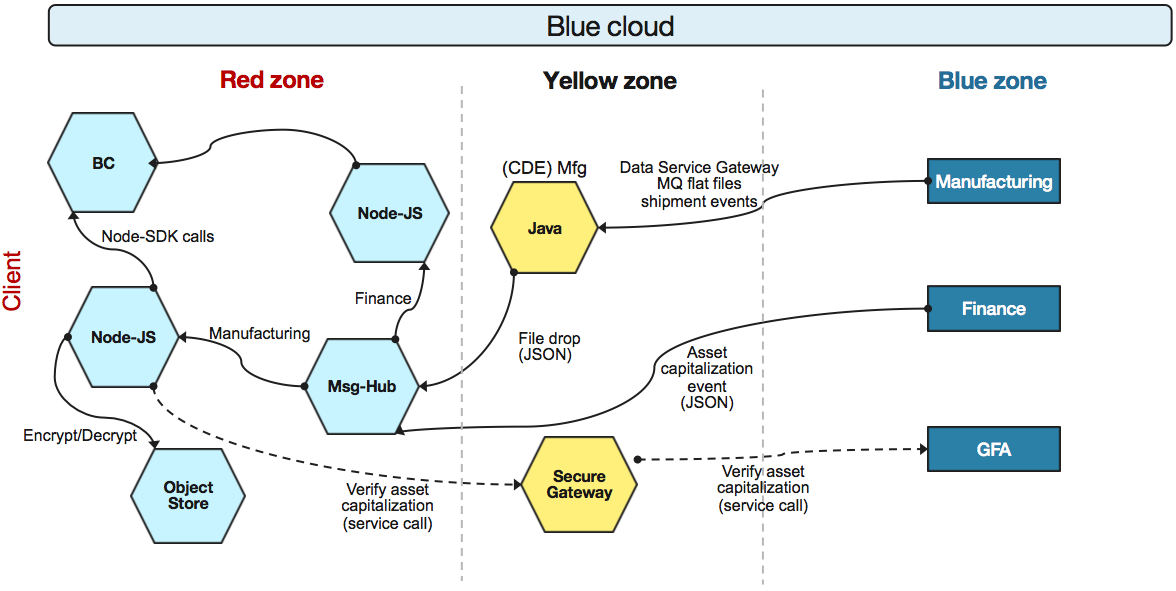 Blue cloud
Red zone
Yellow zone
Blue zone
Client
BC
Node-JS
(CDE) Mfg
Java
Data Service Gateway
MQ flat files
shipment events
Manufacturing
Node-SDK calls
Finance
Node-JS
Manufacturing
Msg-Hub
File drop
(JSON)
Asset
capitalization
event
(JSON)
Finance
Encrypt/Decrypt
Object
Store
Verify asset
capitalization
(service call)
Secure
Gateway
Verify asset
capitalization
(service call)
GFA